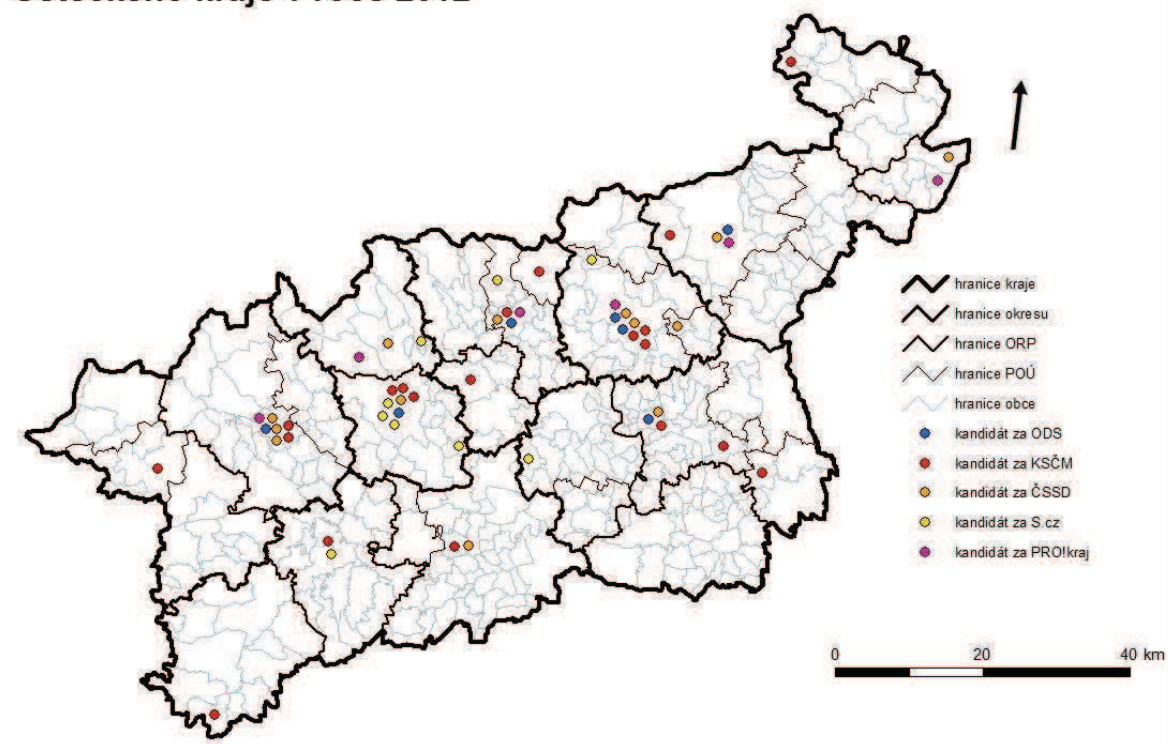 hranice kraje
hranice okresu
hranice ORP
hranice POÚ
hranice obce
kandidát za ODS
kandidát za KSČM
kandidát za ČSSD
kandidát za S.cz
kandidát za PRO!kraj
0 20 40 km